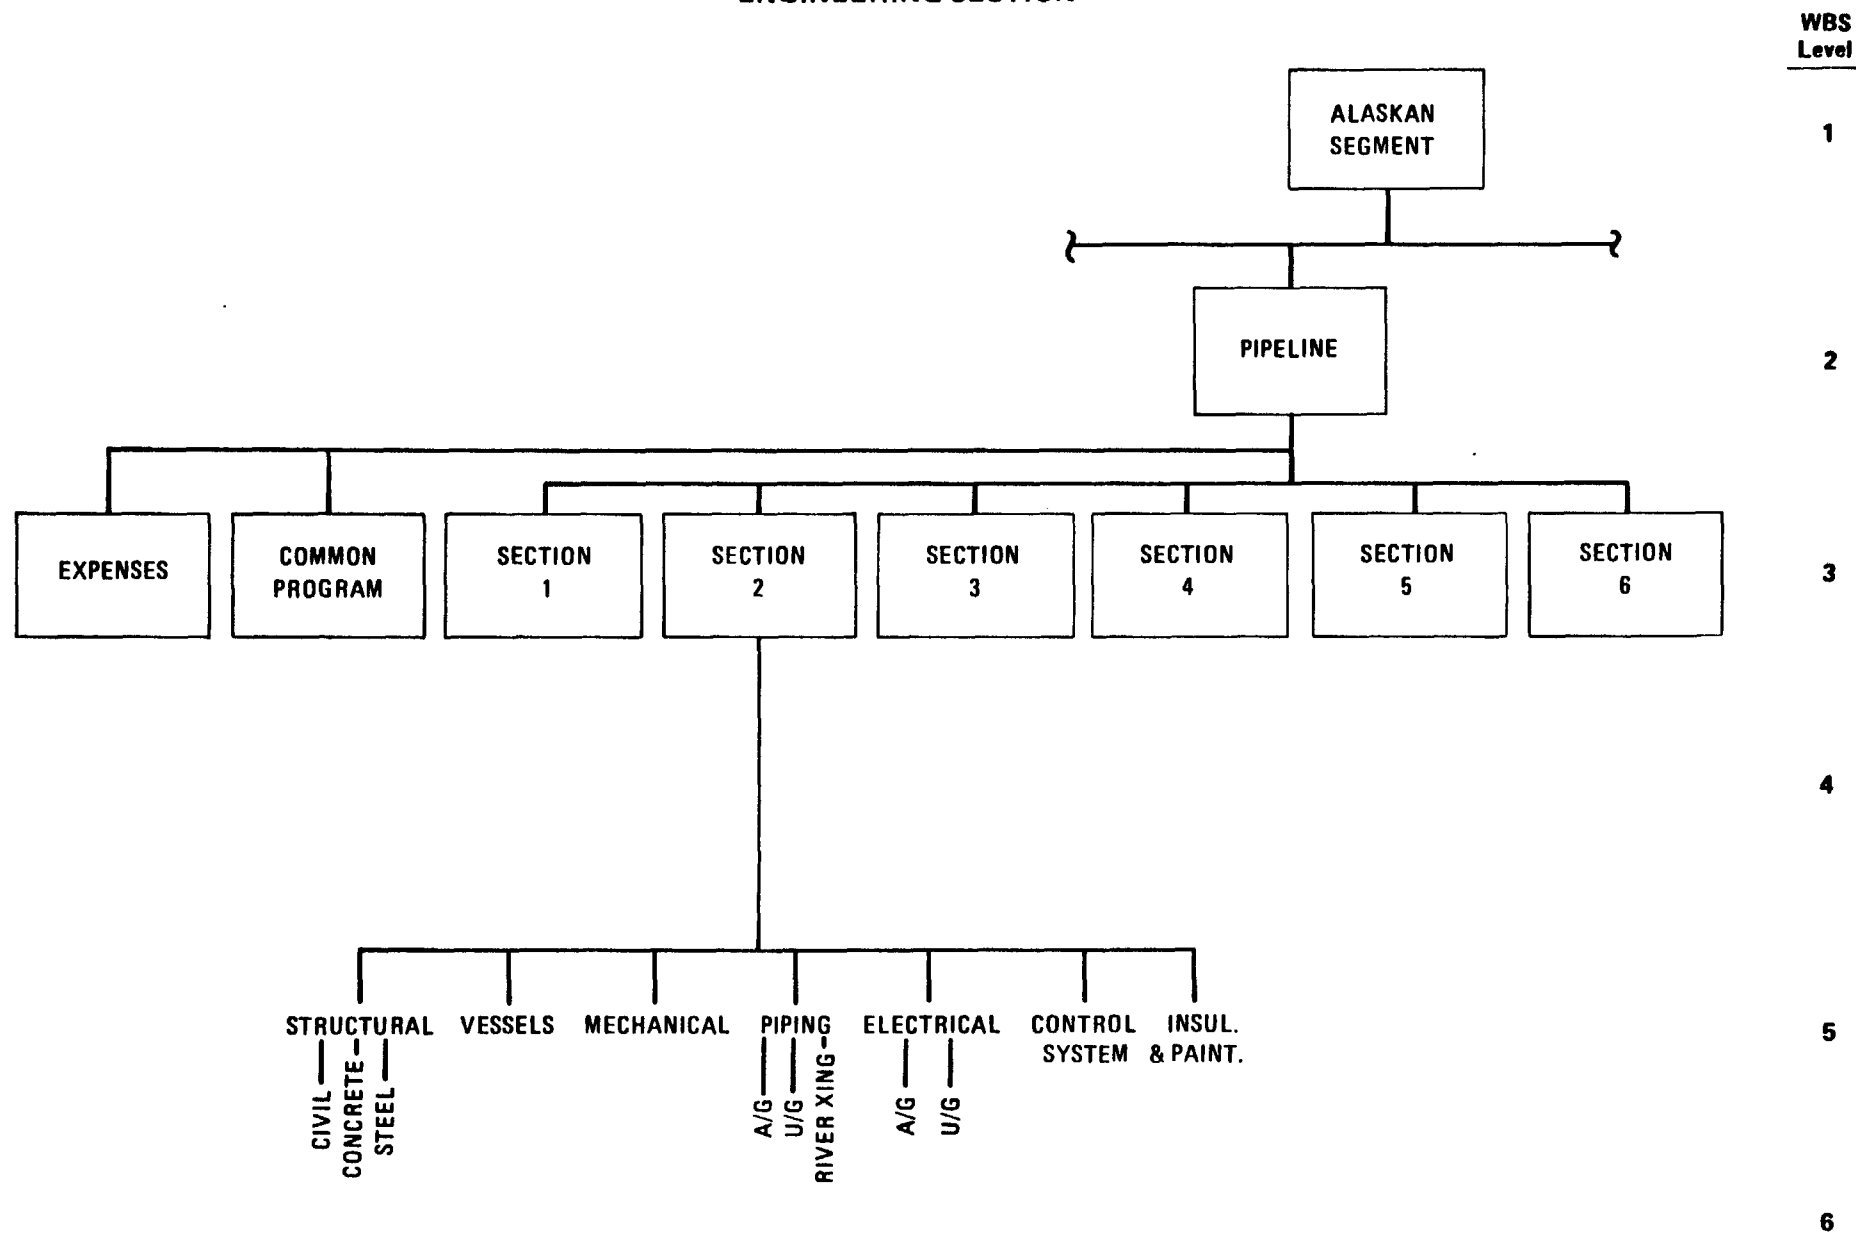 ENGINEERING SECTION
WBS
Level
ALASKAN
SEGMENT
1
PIPELINE
2
EXPENSES
COMMON
PROGRAM
SECTION
1
SECTION
2
SECTION
3
SECTION
4
SECTION
5
SECTION
6
3
4
STRUCTURAL
CIVIL
CONCRETE
STEEL
VESSELS
MECHANICAL
PIPING
A/G
U/G
RIVER XING
ELECTRICAL
A/G
U/G
CONTROL
SYSTEM
INSUL.
& PAINT.
5
6